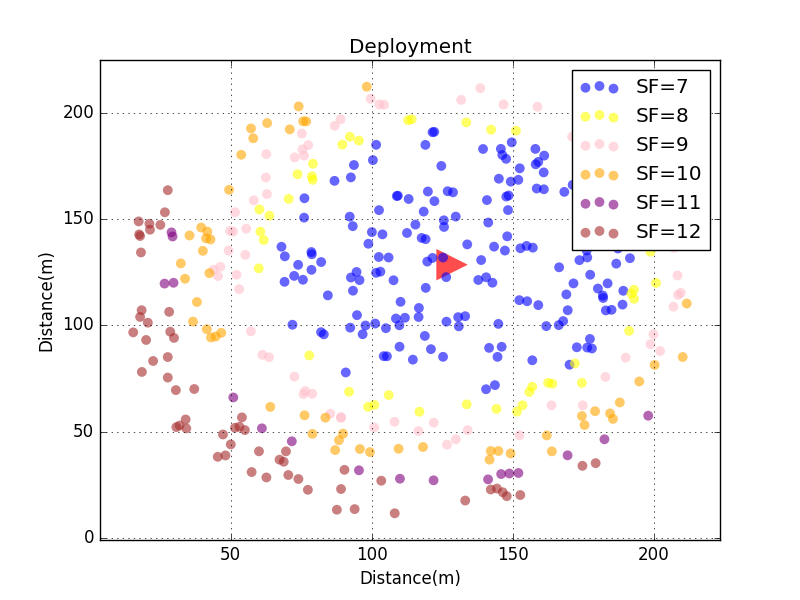 Deployment
SF=7
SF=8
SF=9
SF=10
SF=11
SF=12
200
150
100
50
0
Distance(m)
50 100 150 200
Distance(m)